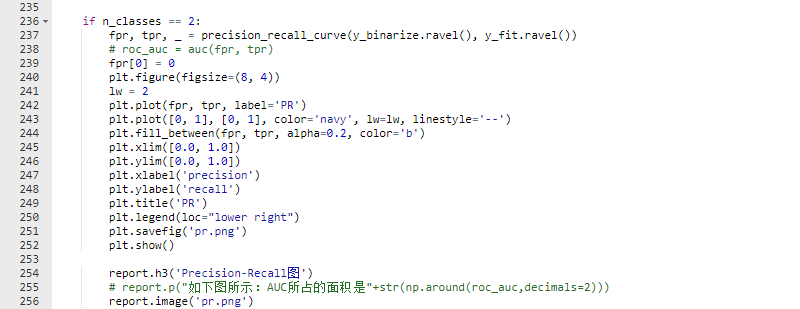 235
236 if n_classes == 2:
237 fpr, tpr, _ = precision_recall_curve(y_binarize.ravel(), y_fit.ravel())
238 # roc_auc = auc(fpr, tpr)
239 fpr[0] = 0
240 plt.figure(figsize=(8, 4))
241 lw = 2
242 plt.plot(fpr, tpr, label='PR')
243 plt.plot([0, 1], [0, 1], color='navy', lw=lw, linestyle='--')
244 plt.fill_between(fpr, tpr, alpha=0.2, color='b')
245 plt.xlim([0.0, 1.0])
246 plt.ylim([0.0, 1.0])
247 plt.xlabel('precision')
248 plt.ylabel('recall')
249 plt.title('PR')
250 plt.legend(loc="lower right")
251 plt.savefig('pr.png')
252 plt.show()
253
254 report.h3('Precision-Recall图')
255 # report.p("如下图所示：AUC所占的面积是"+str(np.around(roc_auc,decimals=2)))
256 report.image('pr.png')